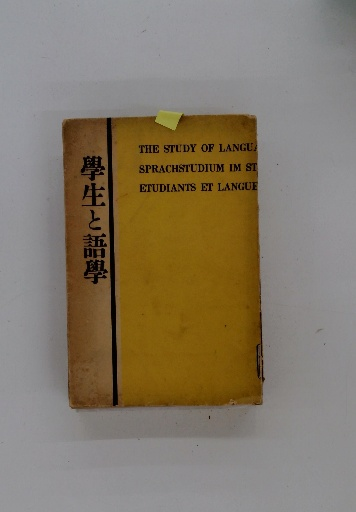 學生と語學
THE STUDY OF LANGUA
SPRACHSTUDIUM IM ST
ETUDIANTS ET LANGUE